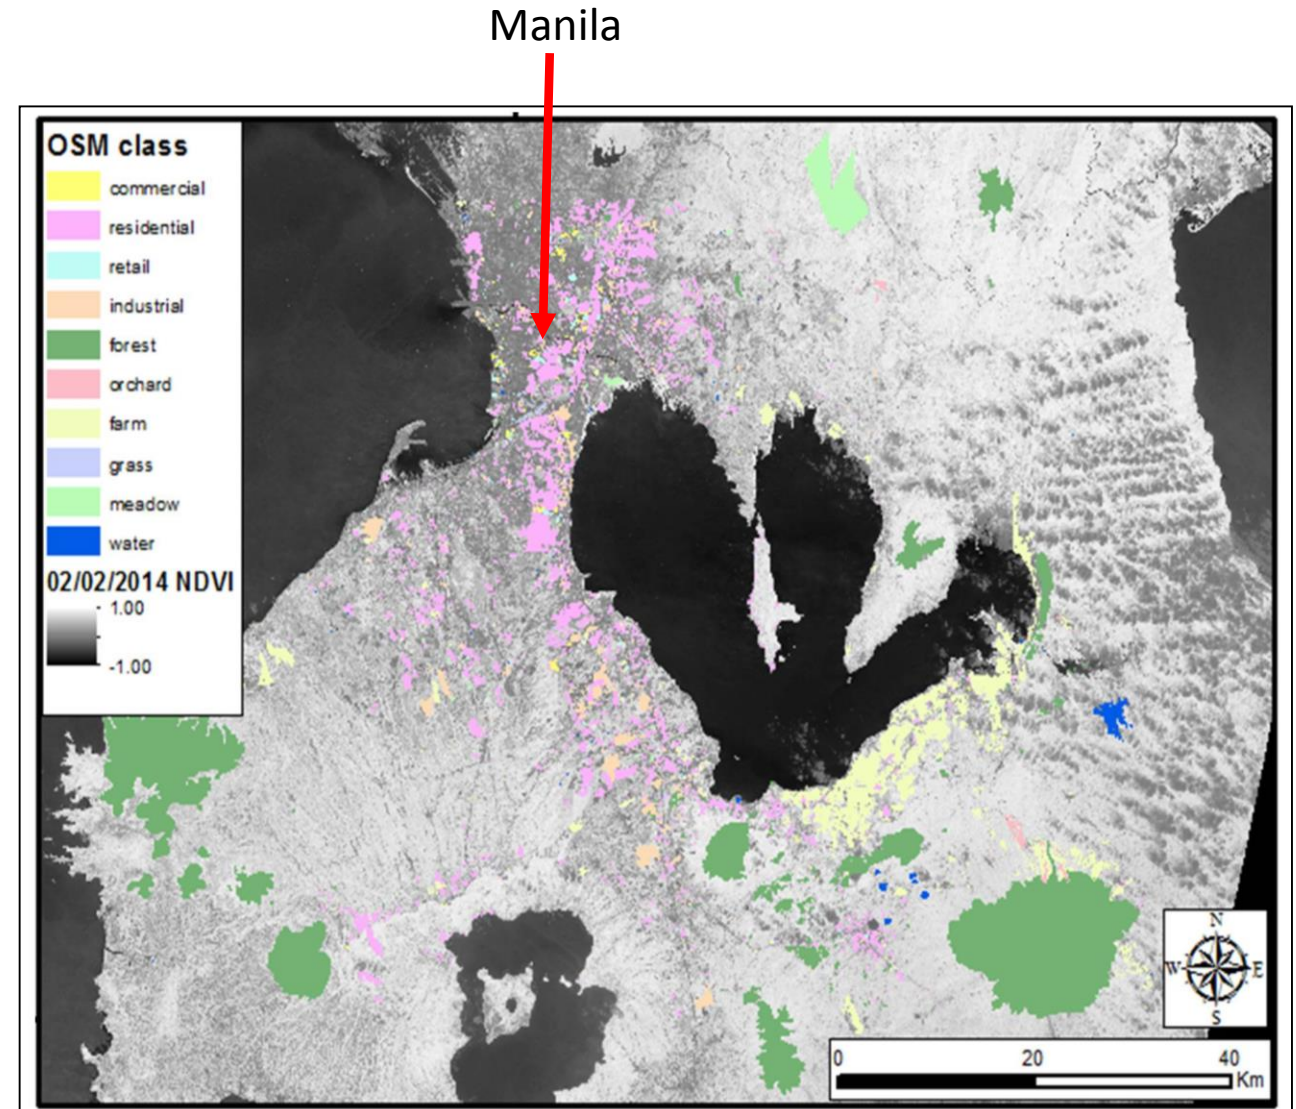 Manila
OSM class
commercial
residential
retail
industrial
forest
orchard
farm
grass
meadow
water
02/02/2014 NDVI
1.00
-1.00
N
W E
S
0 20 40
Km